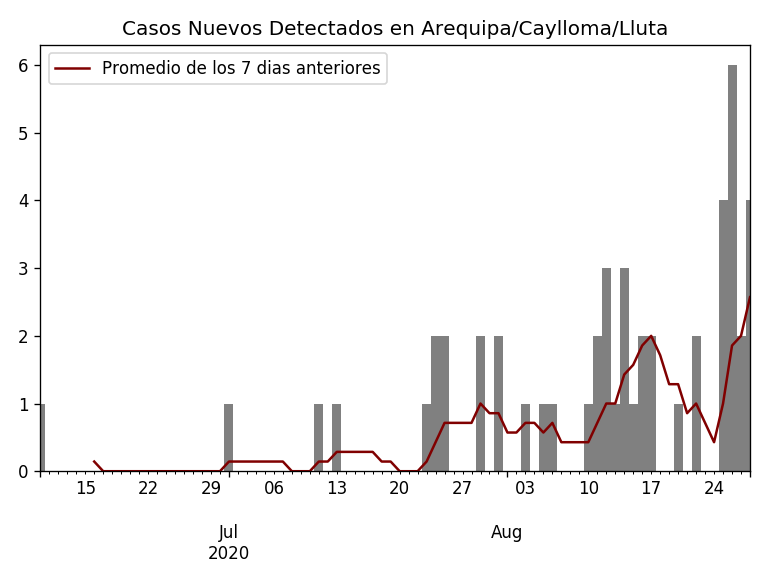 Casos Nuevos Detectados en Arequipa/Caylloma/Lluta
Promedio de los 7 dias anteriores
6
5
4
3
2
1
0
15 22 29 06 13 20 27 03 10 17 24
Jul Aug
2020